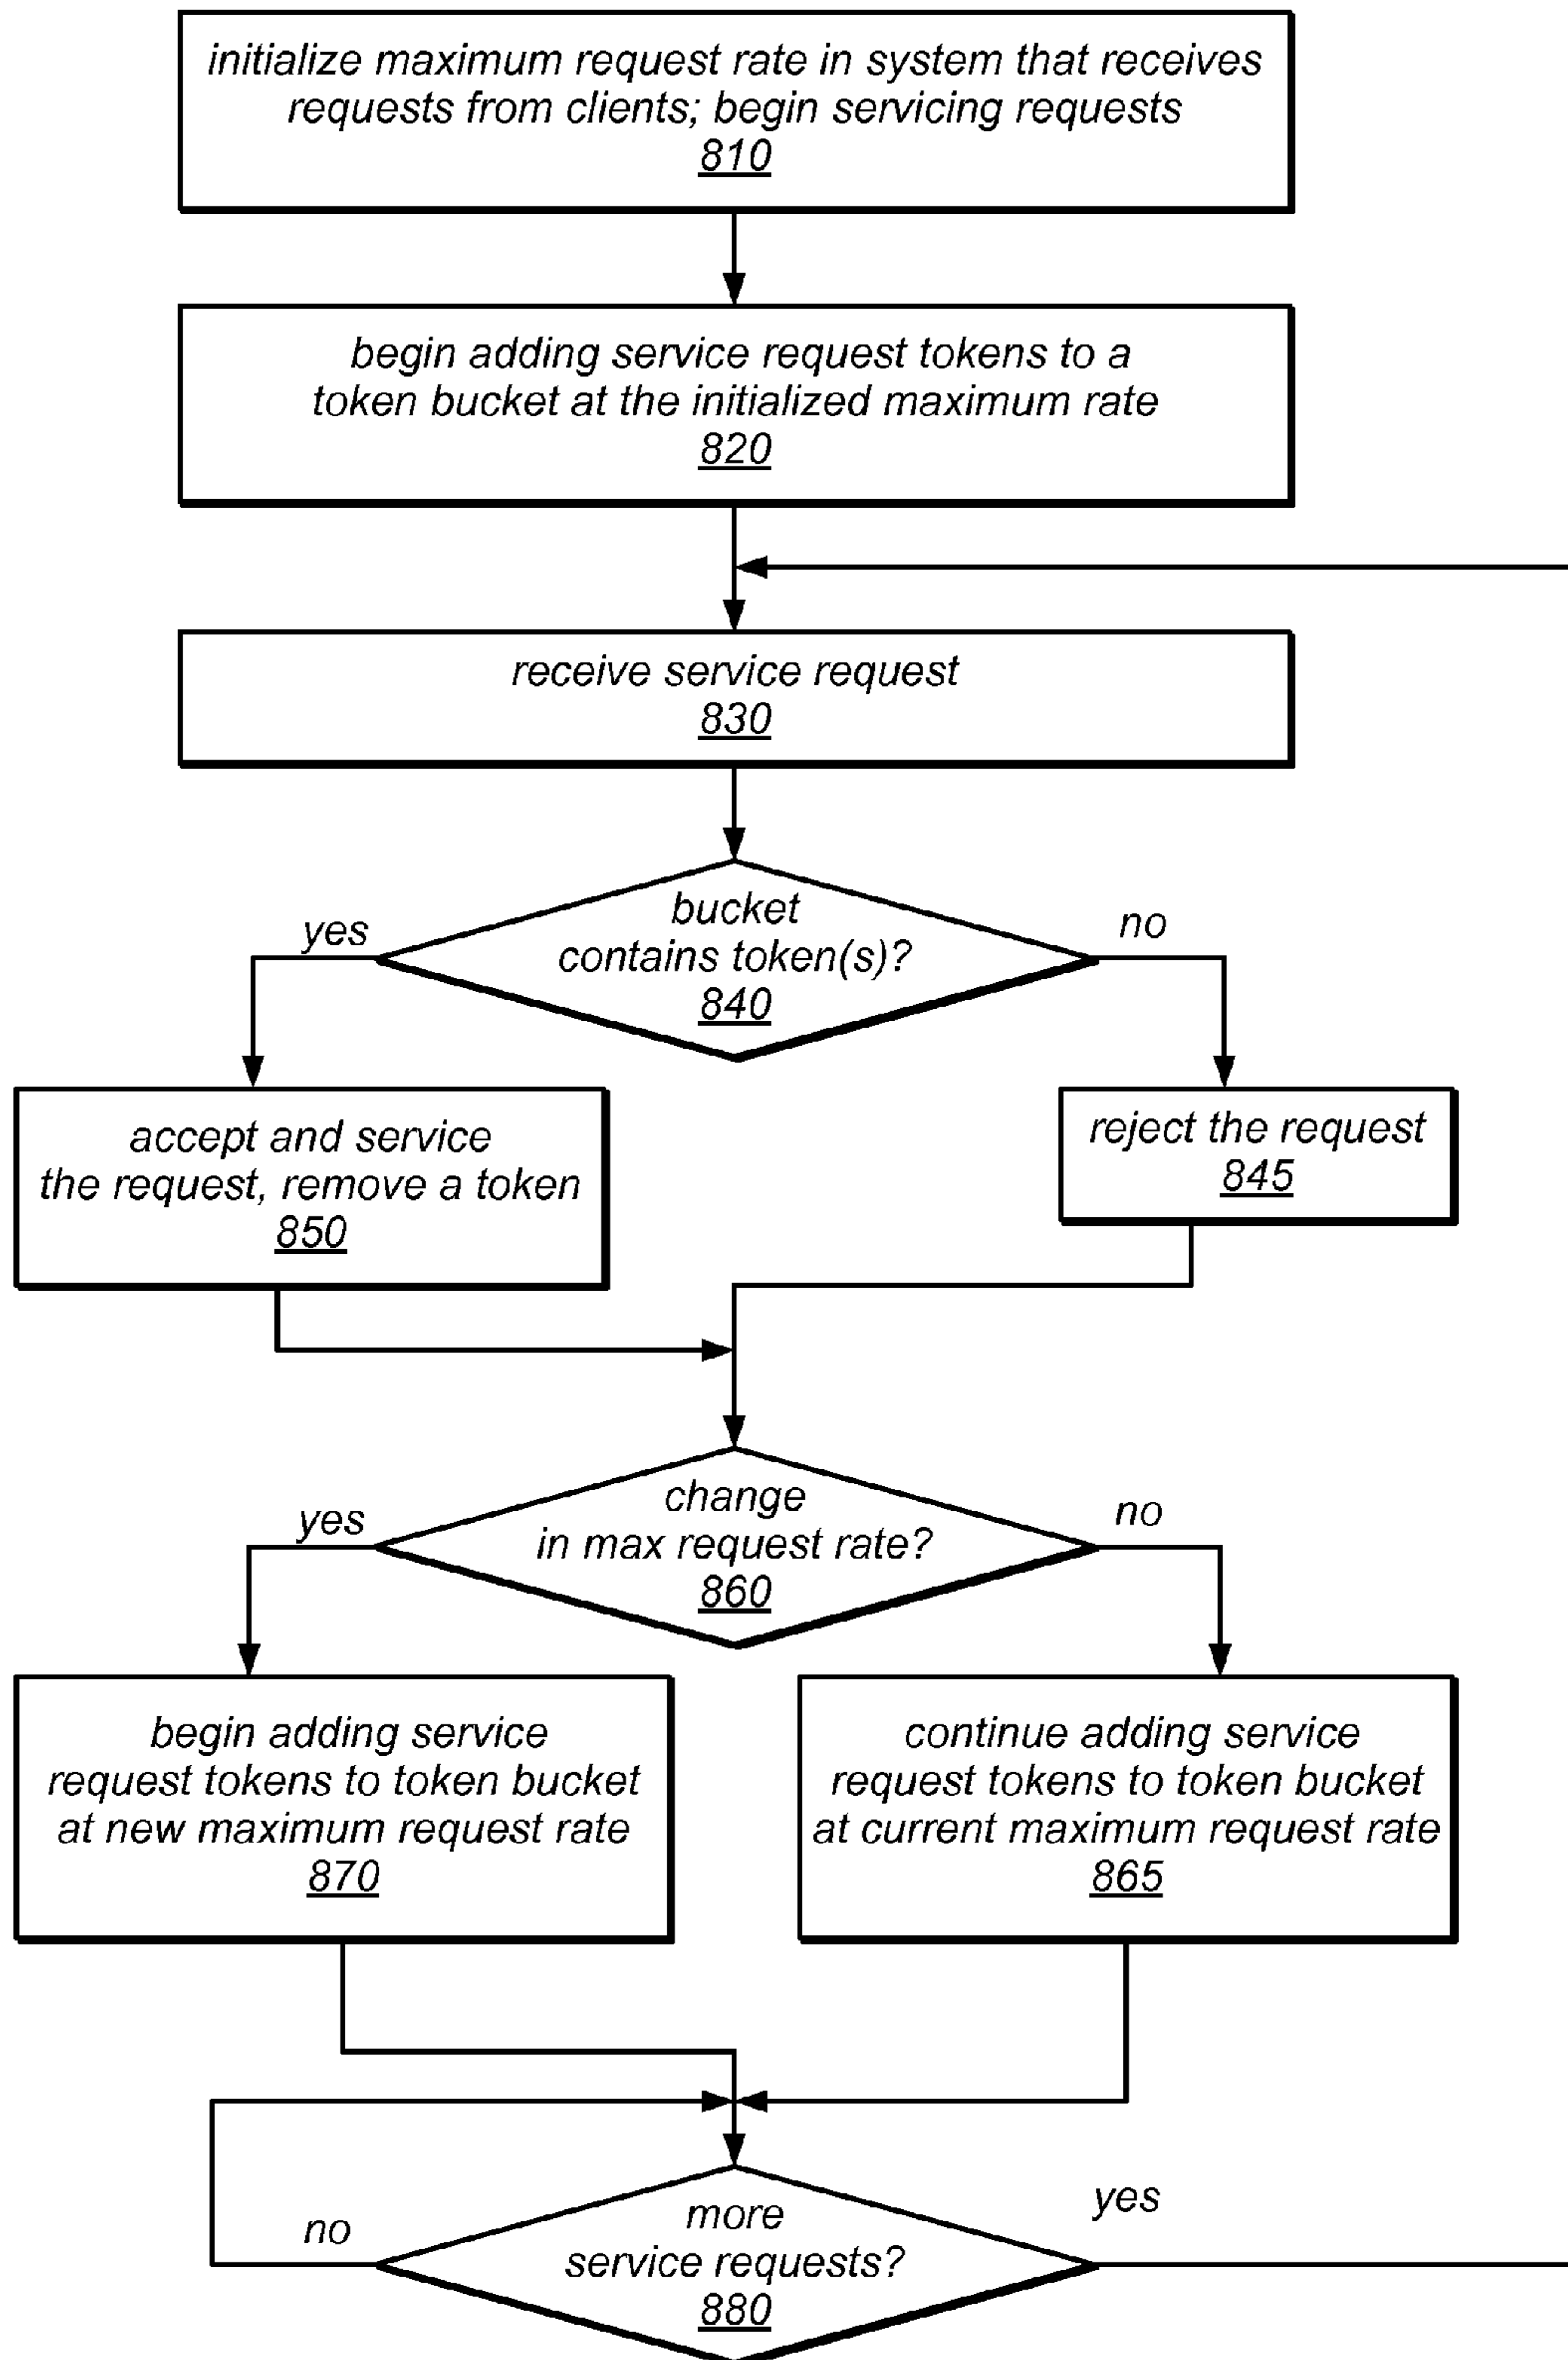 initialize maximum request rate in system that receives
requests from clients; begin servicing requests
810
begin adding service request tokens to a
token bucket at the initialized maximum rate
820
receive service request
830
bucket
contains token(s)?
840
yes
no
accept and service
the request, remove a token
850
reject the request
845
change
in max request rate?
860
yes
no
begin adding service
request tokens to token bucket
at new maximum request rate
870
continue adding service
request tokens to token bucket
at current maximum request rate
865
more
service requests?
880
no
yes